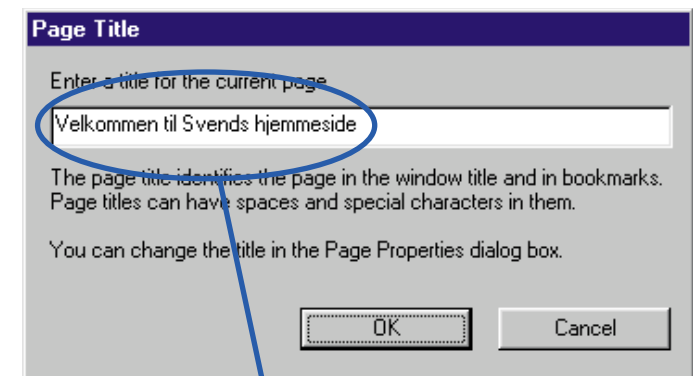 Page Title
Enter a title for the current page
Velkommen til Svends hjemmeside
The page title identifies the page in the window title and in bookmarks.
Page titles can have spaces and special characters in them.
You can change the title in the Page Properties dialog box.
OK Cancel